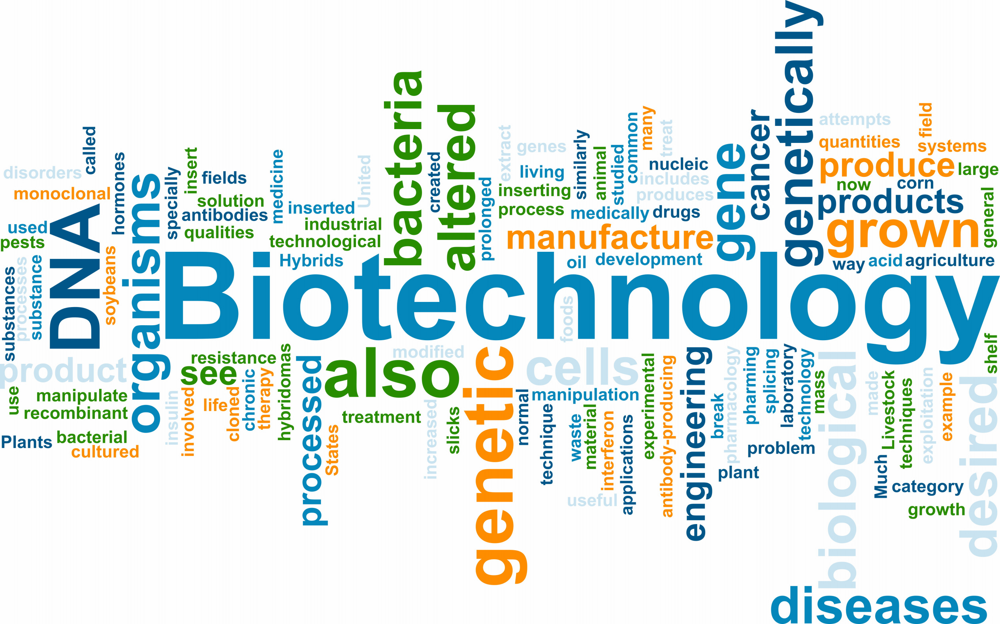 genetically
bacteria
altered
field
attempts
many
common
cancer
treat
called
extract
genes
similarly
quantities
systems
gene
insert
animal
studied
medicine
hormones
created
United
produce
large
nucleic
disorders
specially
fields
living
includes
now
corn
organisms
prolonged
monoclonal
inserting
produces
products
general
solution
inserted
process
medically
drugs
DNA
antibodies
used
industrial
grown
qualities
manufacture
pests
technological
soybeans
substances
processes
substance
Hybrids
oil
development
way
acid
agriculture
Biotechnology
foods
shelf
product
resistance
hybridomas
processed
also
modified
genetic
cells
see
chronic
therapy
experimental
antibody-producing
engineering
pharmacology
pharming
splicing
laboratory
technology
mass
biological
made
Livestock
techniques
exploitation
example
desired
use
manipulate
insulin
involved
life
cloned
manipulation
normal
break
recombinant
treatment
increased
slicks
technique
waste
material
interferon
applications
Plants
bacterial
cultured
States
problem
plant
Much
category
useful
growth
diseases